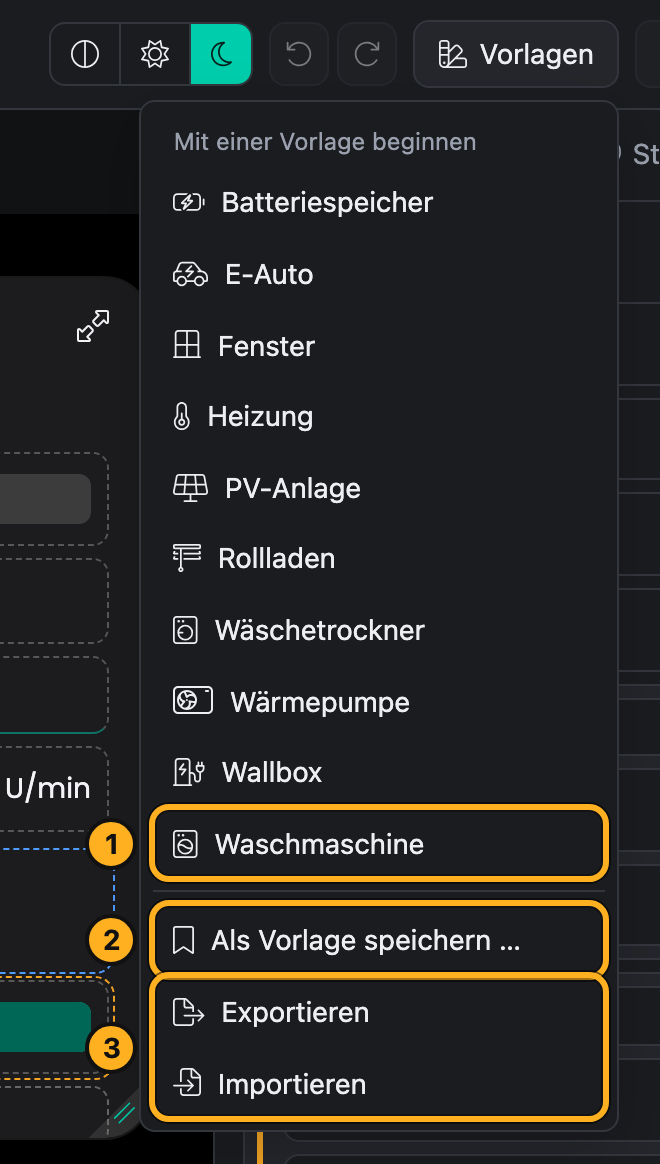 Vorlagen
Mit einer Vorlage beginnen
St
Batteriespeicher
E-Auto
Fenster
Heizung
PV-Anlage
Rollladen
Wäschetrockner
Wärmepumpe
Wallbox
U/min
1
Waschmaschine
2
Als Vorlage speichern ...
Exportieren
3
Importieren